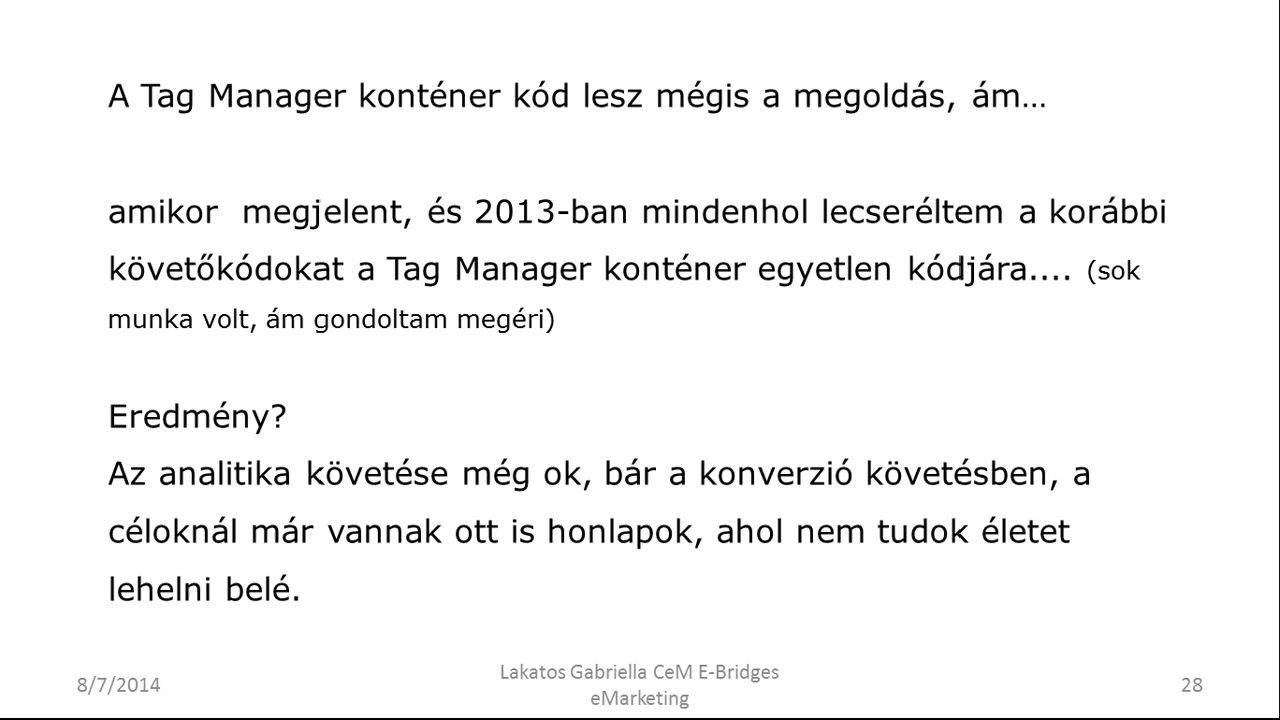 A Tag Manager konténer kód lesz mégis a megoldás, ám…
amikor  megjelent, és 2013-ban mindenhol lecseréltem a korábbi
követőkódokat a Tag Manager konténer egyetlen kódjára.... (sok
munka volt, ám gondoltam megéri)
Eredmény?
Az analitika követése még ok, bár a konverzió követésben, a
céloknál már vannak ott is honlapok, ahol nem tudok életet
lehelni belé.
8/7/2014
Lakatos Gabriella CeM E-Bridges
eMarketing
28